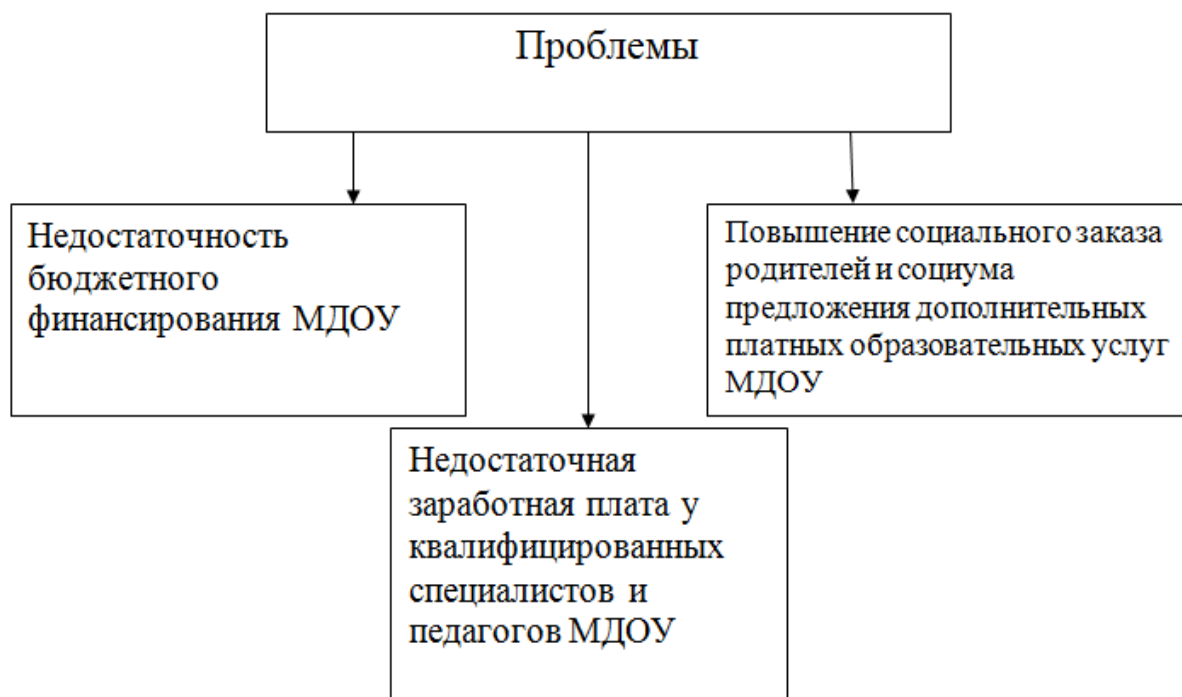 Проблемы
Недостаточность
бюджетного
финансирования МДОУ
Повышение социального заказа
родителей и социума
предложения дополнительных
платных образовательных услуг
МДОУ
Недостаточная
заработная плата у
квалифицированных
специалистов и
педагогов МДОУ